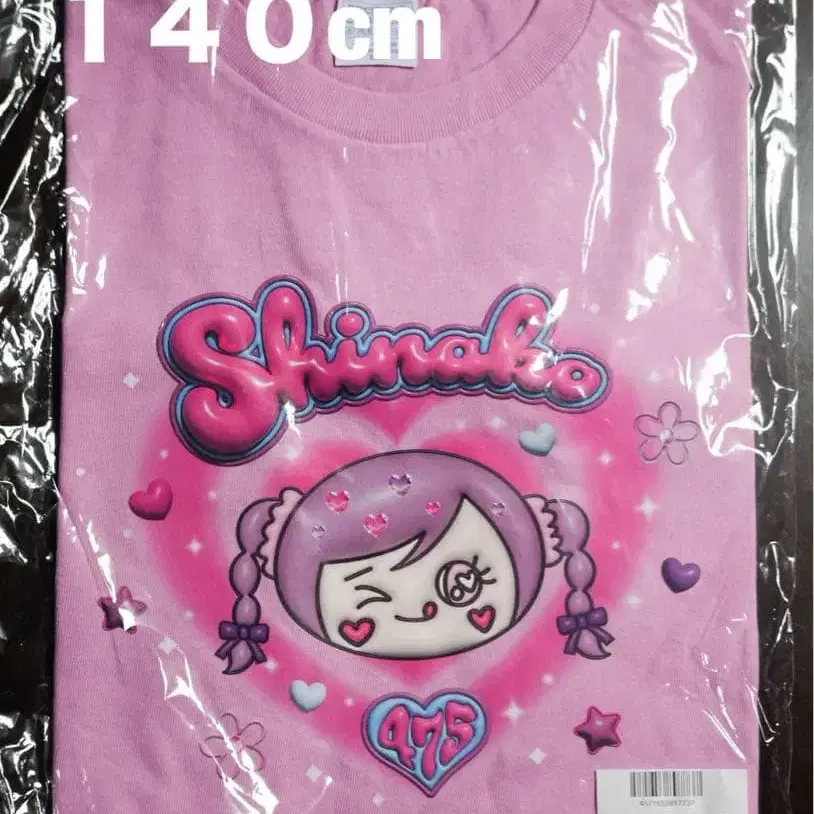 １４０cm
Shinako
475